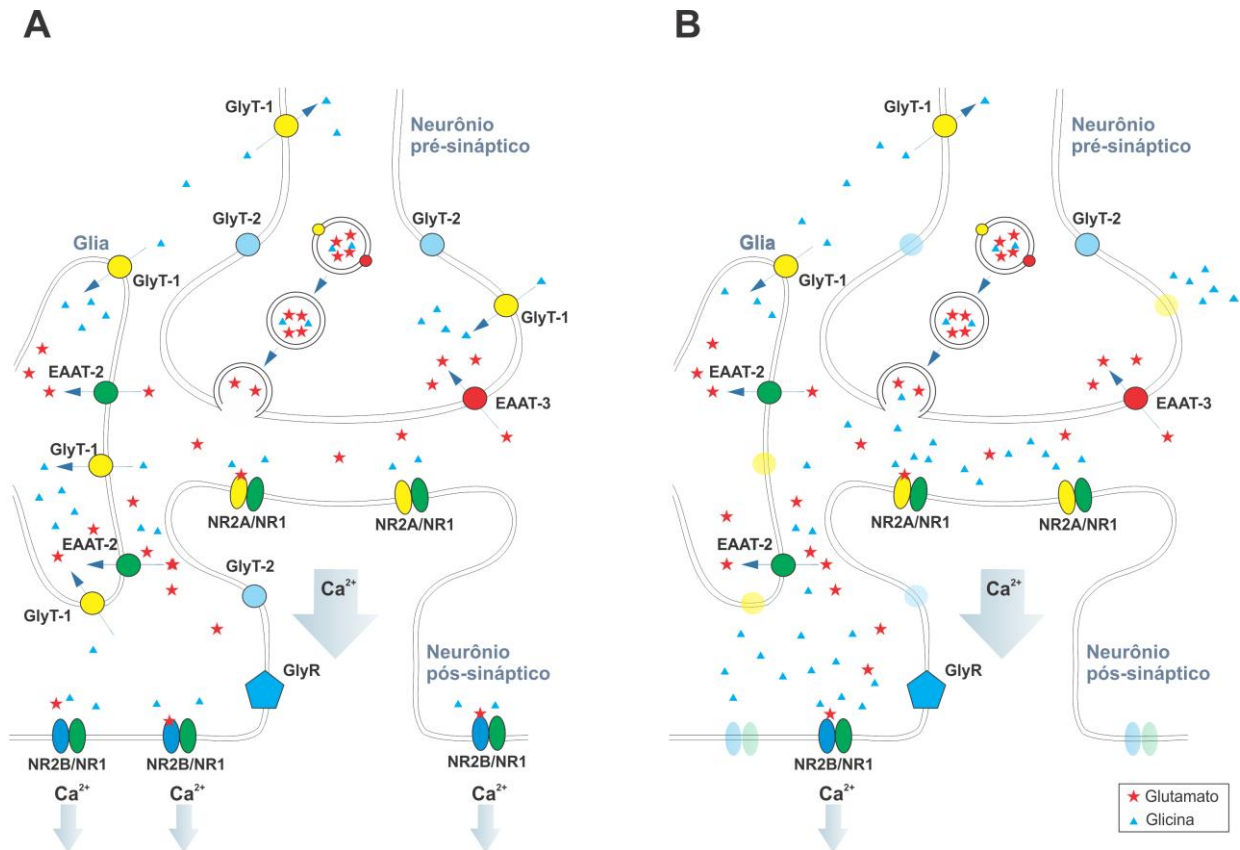 A
GlyT-1
Neurônio
pré-sináptico
GlyT-2
GlyT-2
Glia
GlyT-1
GlyT-1
EAAT-2
EAAT-3
GlyT-1
NR2A/NR1
NR2A/NR1
EAAT-2
GlyT-2
Ca²⁺
GlyT-1
Neurônio
pós-sináptico
GlyR
NR2B/NR1
NR2B/NR1
NR2B/NR1
Ca²⁺
Ca²⁺
Ca²⁺
B
GlyT-1
Neurônio
pré-sináptico
GlyT-2
Glia
GlyT-1
EAAT-2
EAAT-3
NR2A/NR1
NR2A/NR1
EAAT-2
Ca²⁺
Neurônio
pós-sináptico
GlyR
NR2B/NR1
Ca²⁺
Glutamato
Glicina